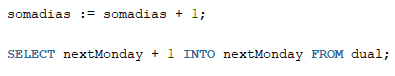 somadias := somadias + 1;
SELECT nextMonday + 1 INTO nextMonday FROM dual;